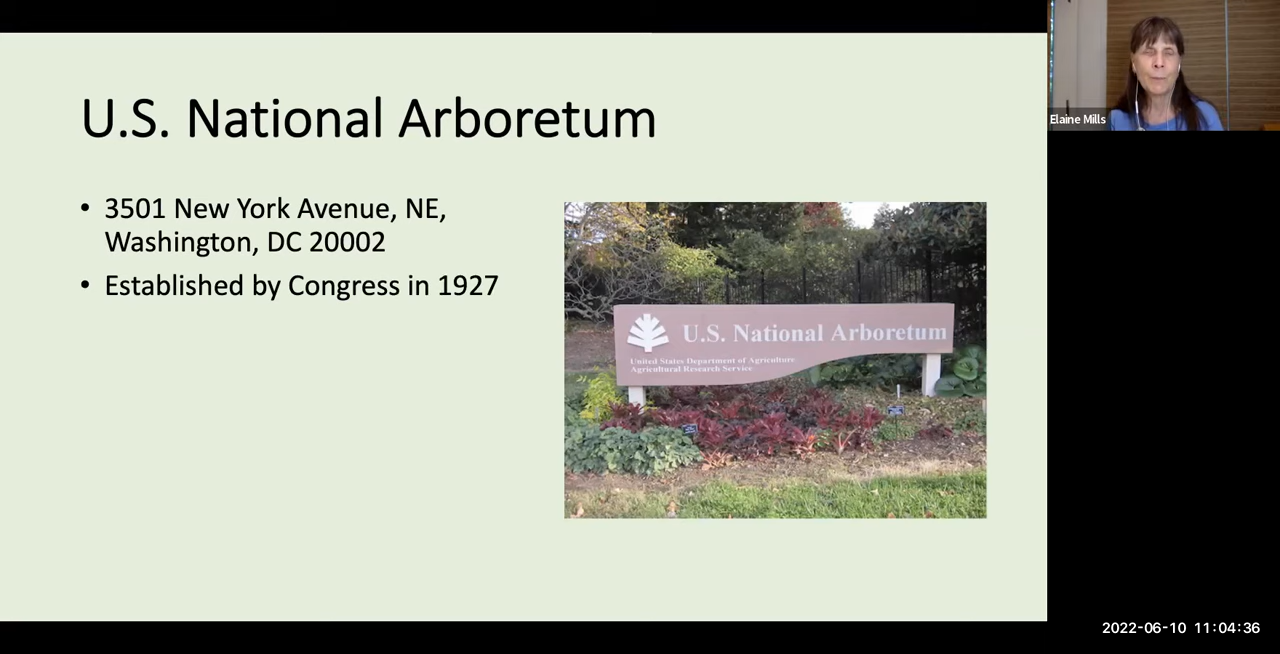 U.S. National Arboretum
• 3501 New York Avenue, NE,
Washington, DC 20002
• Established by Congress in 1927
U.S. National Arboretum
United States Department of Agriculture
Agricultural Research Service
Elaine Mills
2022-06-10 11:04:36